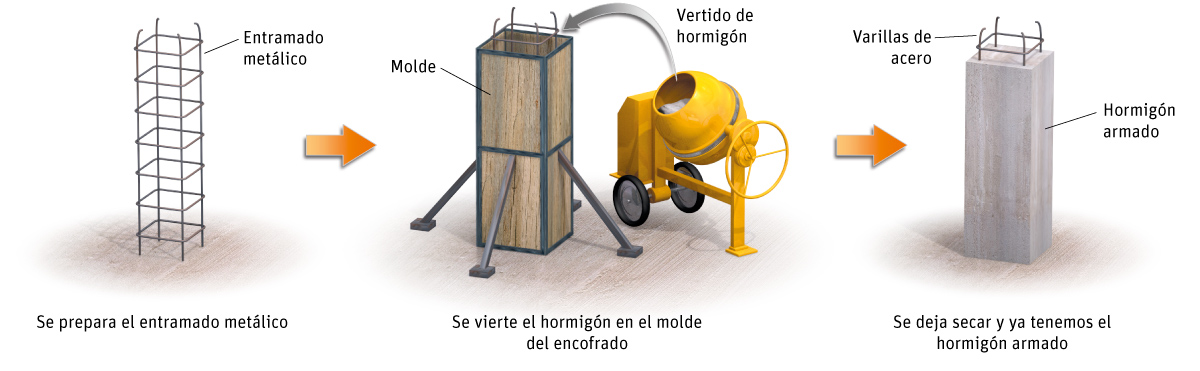 Entramado
metálico
Molde
Vertido de
hormigón
Varillas de
acero
Hormigón
armado
Se prepara el entramado metálico
Se vierte el hormigón en el molde
del encofrado
Se deja secar y ya tenemos el
hormigón armado